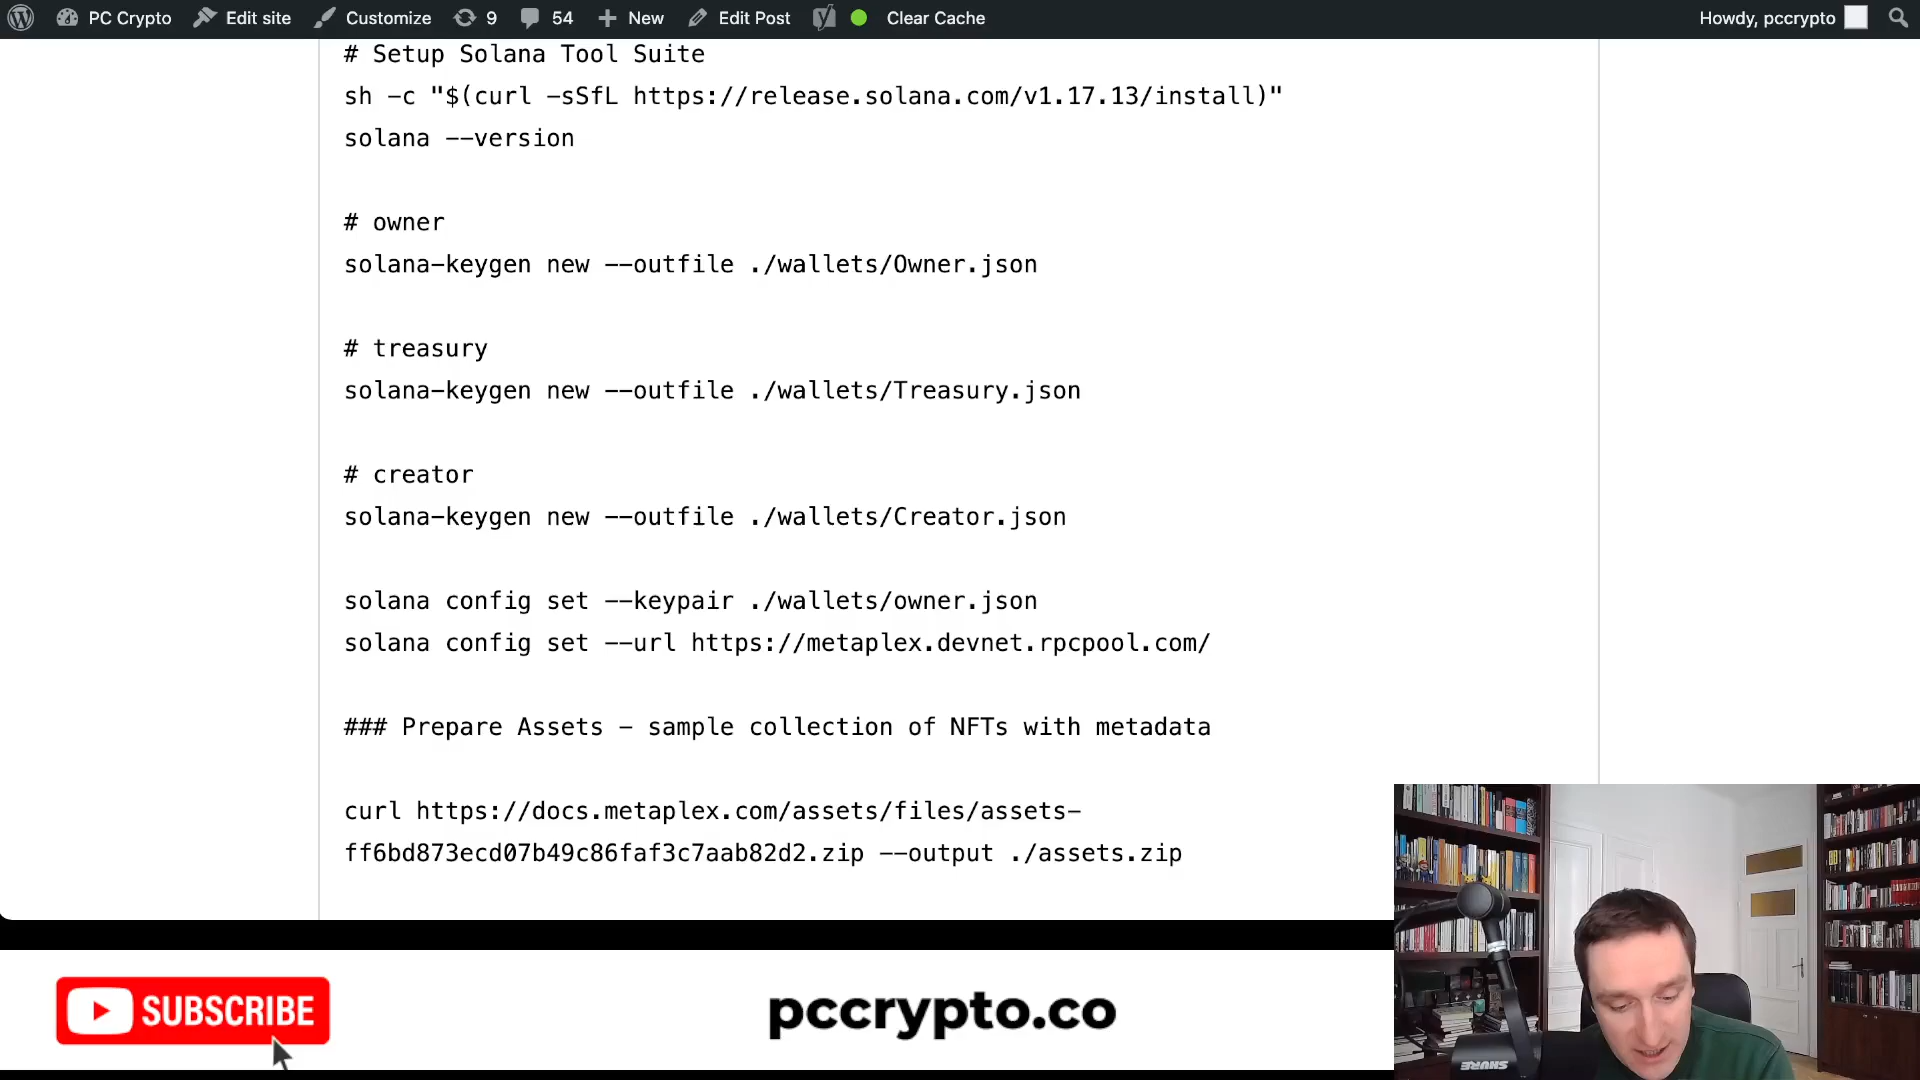 PC Crypto Edit site Customize 9 54 New Edit Post Clear Cache Howdy, pccrypto
# Setup Solana Tool Suite
sh -c "$(curl -sSfL https://release.solana.com/v1.17.13/install)"
solana --version
# owner
solana-keygen new --outfile ./wallets/Owner.json
# treasury
solana-keygen new --outfile ./wallets/Treasury.json
# creator
solana-keygen new --outfile ./wallets/Creator.json
solana config set --keypair ./wallets/owner.json
solana config set --url https://metaplex.devnet.rpcpool.com/
### Prepare Assets - sample collection of NFTs with metadata
curl https://docs.metaplex.com/assets/files/assets-
ff6bd873ecd07b49c86faf3c7aab82d2.zip --output ./assets.zip
SUBSCRIBE
pccrypto.co
SHURE